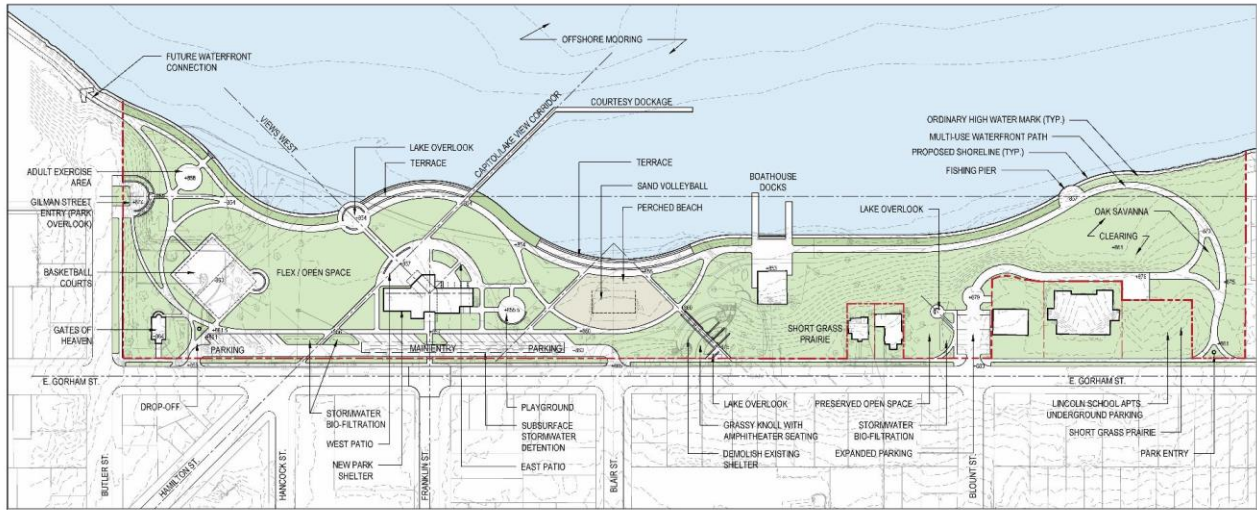 OFFSHORE MOORING
FUTURE WATERFRONT
CONNECTION
COURTESY DOCKAGE
VIEWS WEST
CAPITOL/LAKE VIEW CORRIDOR
ORDINARY HIGH WATER MARK (TYP.)
MULTI-USE WATERFRONT PATH
PROPOSED SHORELINE (TYP.)
FISHING PIER
LAKE OVERLOOK
TERRACE
TERRACE
SAND VOLLEYBALL
PERCHED BEACH
BOATHOUSE
DOCKS
LAKE OVERLOOK
OAK SAVANNA
CLEARING
ADULT EXERCISE
AREA
GILMAN STREET
ENTRY (PARK
OVERLOOK)
BASKETBALL
COURTS
FLEX / OPEN SPACE
GATES OF
HEAVEN
PARKING
MAIN ENTRY
PARKING
SHORT GRASS
PRAIRIE
E. GORHAM ST.
E. GORHAM ST.
DROP-OFF
STORMWATER
BIO-FILTRATION
WEST PATIO
NEW PARK
SHELTER
PLAYGROUND
SUBSURFACE
STORMWATER
DETENTION
EAST PATIO
LAKE OVERLOOK
GRASSY KNOLL WITH
AMPHITHEATER SEATING
DEMOLISH EXISTING
SHELTER
PRESERVED OPEN SPACE
STORMWATER
BIO-FILTRATION
EXPANDED PARKING
LINCOLN SCHOOL APTS
UNDERGROUND PARKING
SHORT GRASS PRAIRIE
PARK ENTRY
BUTLER ST.
HAMILTON ST.
HANCOCK ST.
FRANKLIN ST.
BLAIR ST.
BLOUNT ST.